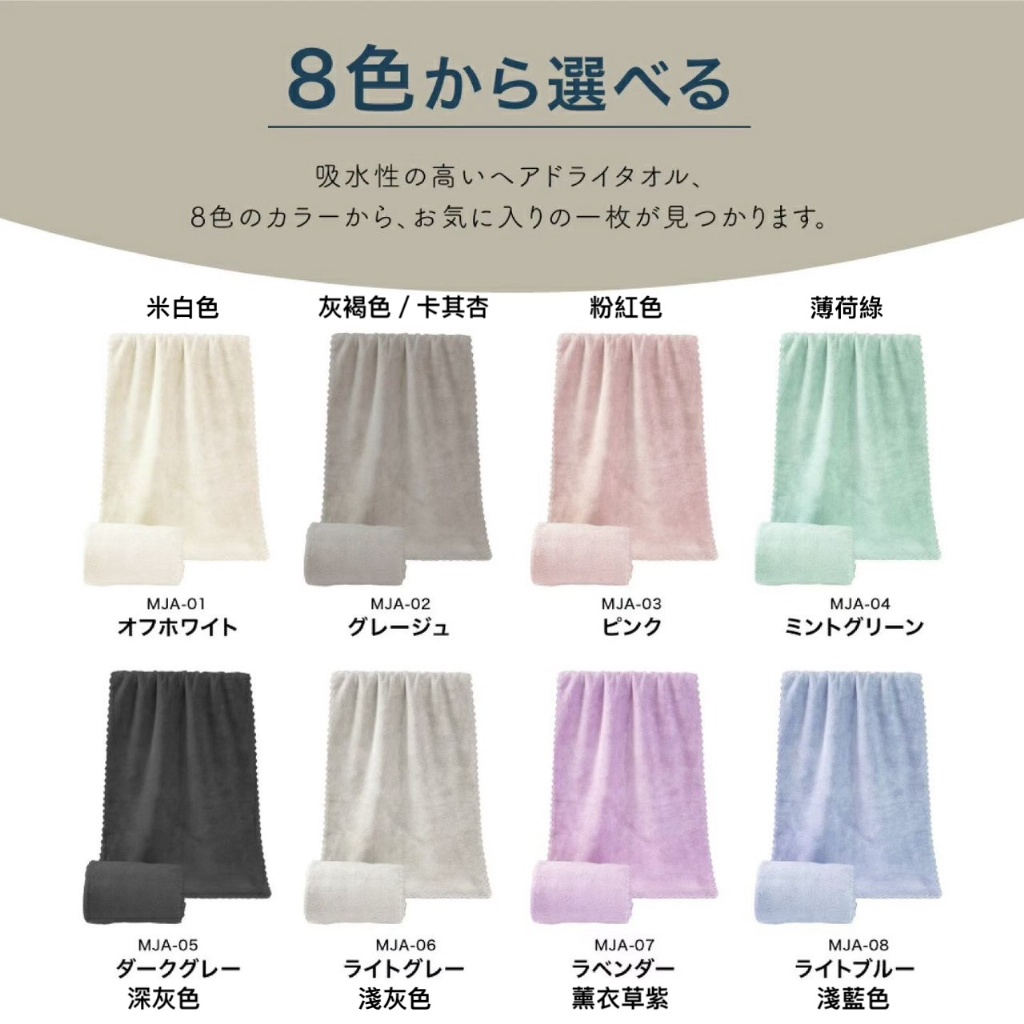 8色から選べる
吸水性の高いヘアドライタオル、
8色のカラーから、お気に入りの一枚が見つかります。
米白色 灰褐色 / 卡其杏 粉紅色 薄荷綠
MJA-01 MJA-02 MJA-03 MJA-04
オフホワイト グレージュ ピンク ミントグリーン
MJA-05 MJA-06 MJA-07 MJA-08
ダークグレー ライトグレー ラベンダー ライトブルー
深灰色 淺灰色 薰衣草紫 淺藍色